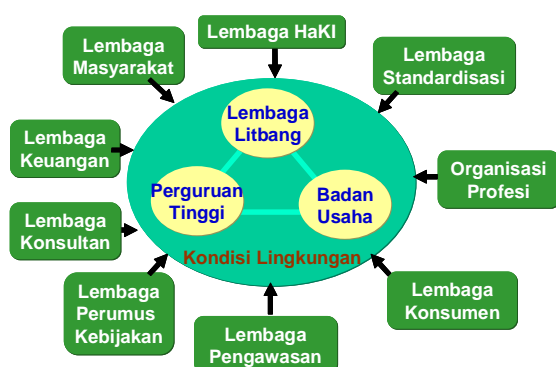 Lembaga HaKI
Lembaga
Masyarakat
Lembaga
Standardisasi
Lembaga
Litbang
Lembaga
Keuangan
Organisasi
Profesi
Perguruan
Tinggi
Badan
Usaha
Lembaga
Konsultan
Kondisi Lingkungan
Lembaga
Perumus
Kebijakan
Lembaga
Konsumen
Lembaga
Pengawasan